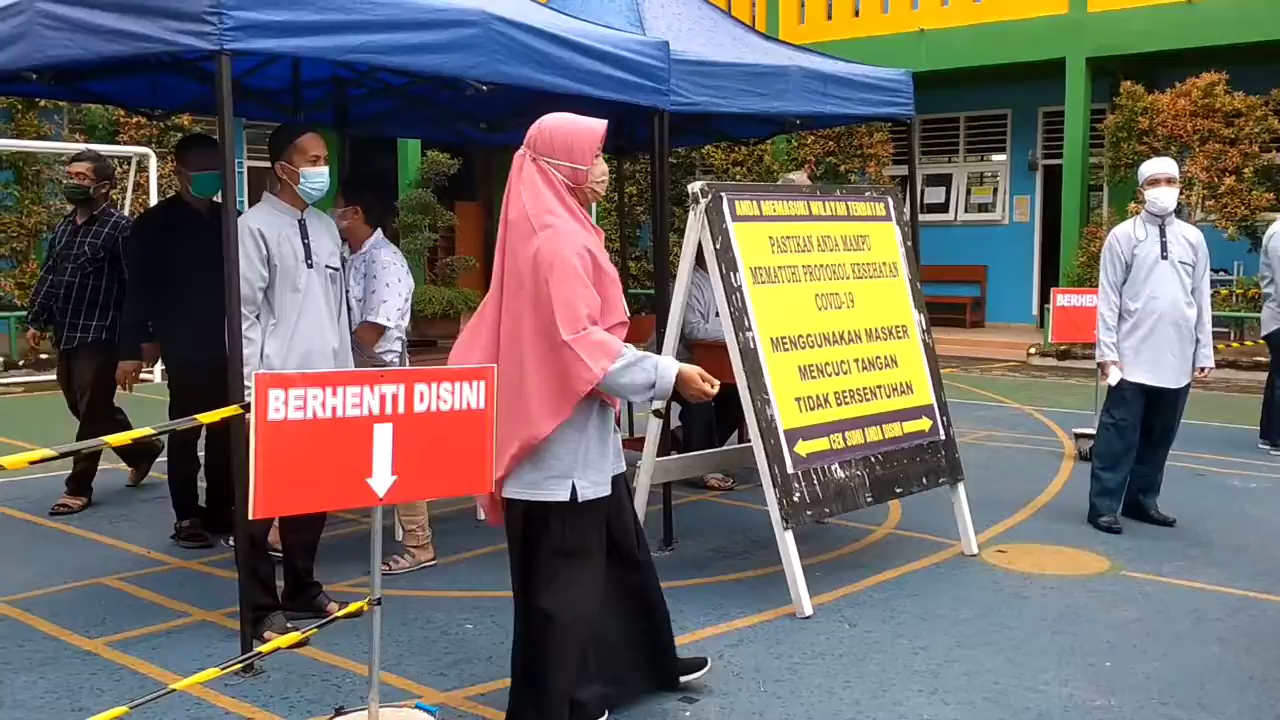 BERHENTI DISINI
ANDA MEMASUKI WILAYAH TERBATAS
PASTIKAN ANDA MAMPU
MEMATUHI PROTOKOL KESEHATAN
COVID-19
MENGGUNAKAN MASKER
MENCUCI TANGAN
TIDAK BERSENTUHAN
CEK SUHU ANDA DISINI
BERHEN